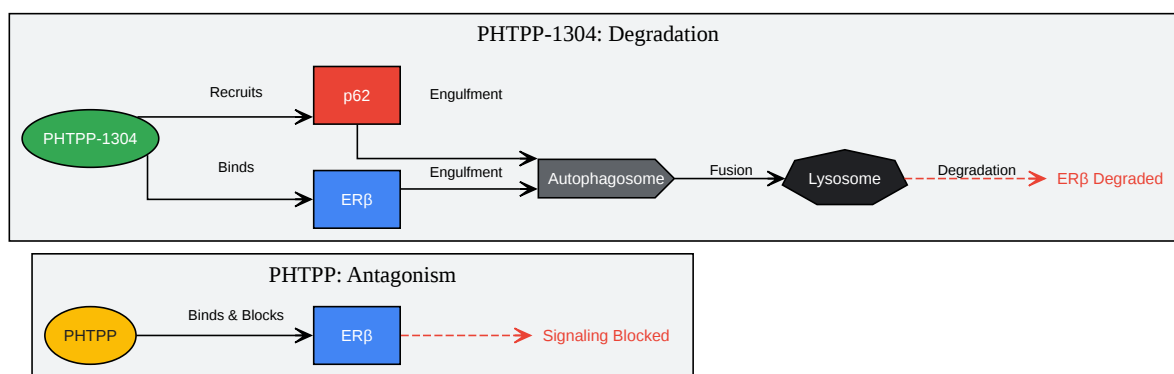 PHTPP-1304: Degradation
Recruits
p62
Engulfment
PHTPP-1304
Binds
ERβ
Engulfment
Autophagosome
Fusion
Lysosome
Degradation
ERβ Degraded
PHTPP: Antagonism
PHTPP
Binds & Blocks
ERβ
Signaling Blocked